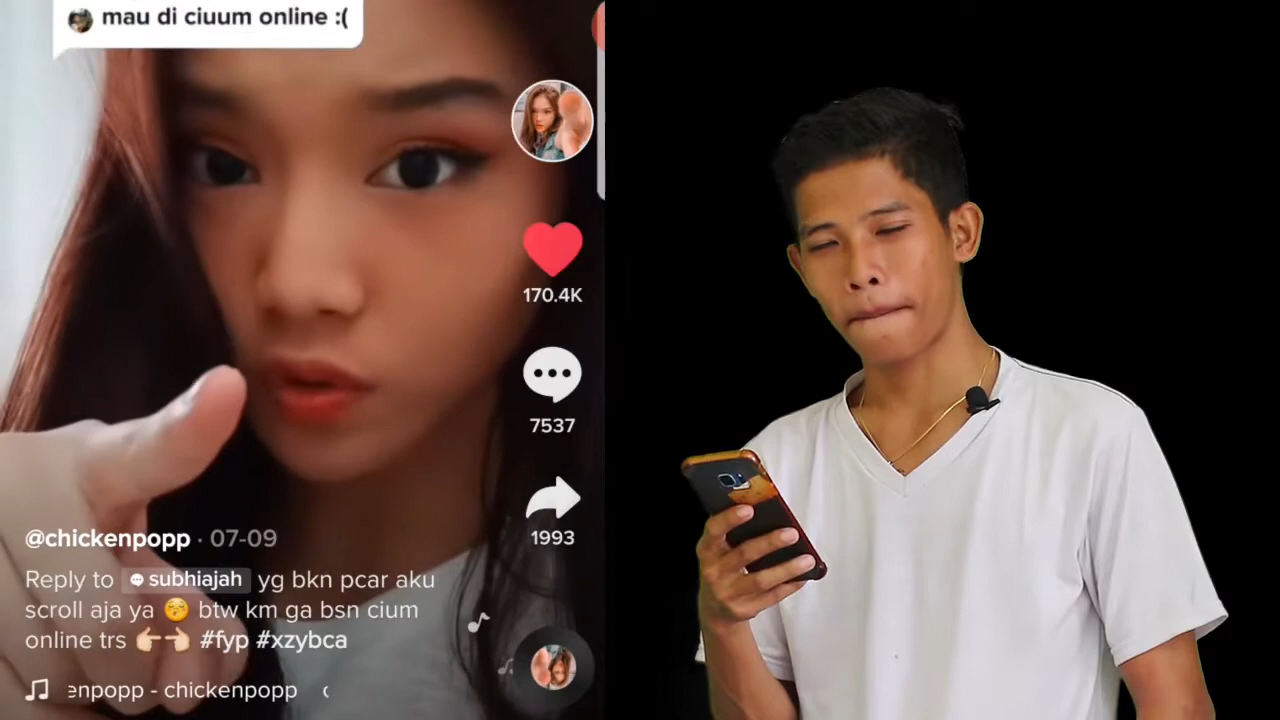 mau di ciuum online :(
170.4K
7537
1993
@chickenpopp · 07-09
Reply to subhiajah yg bkn pcar aku
scroll aja ya 😚 btw km ga bsn cium
online trs 👉🏻👈🏻 #fyp #xzybca
enpopp - chickenpopp c